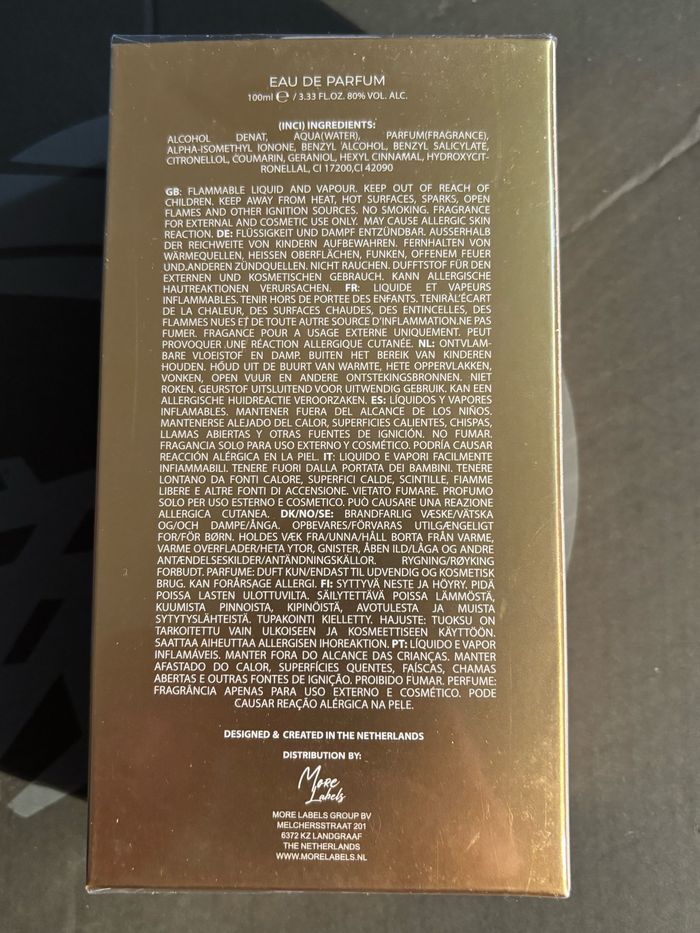 EAU DE PARFUM
100ml ℮ / 3.33 FL.OZ. 80% VOL. ALC.
(INCI) INGREDIENTS:
ALCOHOL DENAT, AQUA(WATER), PARFUM(FRAGRANCE),
ALPHA-ISOMETHYL IONONE, BENZYL ALCOHOL, BENZYL SALICYLATE,
CITRONELLOL, COUMARIN, GERANIOL, HEXYL CINNAMAL, HYDROXYCIT-
RONELLAL, CI 17200,CI 42090
GB: FLAMMABLE LIQUID AND VAPOUR. KEEP OUT OF REACH OF
CHILDREN. KEEP AWAY FROM HEAT, HOT SURFACES, SPARKS, OPEN
FLAMES AND OTHER IGNITION SOURCES. NO SMOKING. FRAGRANCE
FOR EXTERNAL AND COSMETIC USE ONLY. MAY CAUSE ALLERGIC SKIN
REACTION. DE: FLÜSSIGKEIT UND DAMPF ENTZÜNDBAR. AUSSERHALB
DER REICHWEITE VON KINDERN AUFBEWAHREN. FERNHALTEN VON
WÄRMEQUELLEN, HEISSEN OBERFLÄCHEN, FUNKEN, OFFENEM FEUER
UND.ANDEREN ZÜNDQUELLEN. NICHT RAUCHEN. DUFFTSTOF FÜR DEN
EXTERNEN UND KOSMETISCHEN GEBRAUCH. KANN ALLERGISCHE
HAUTREAKTIONEN VERURSACHEN. FR: LIQUIDE ET VAPEURS
INFLAMMABLES. TENIR HORS DE PORTEE DES ENFANTS. TENIRÀL'ÉCART
DE LA CHALEUR, DES SURFACES CHAUDES, DES ENTINCELLES, DES
FLAMMES NUES ET DE TOUTE AUTRE SOURCE D'INFLAMMATION.NE PAS
FUMER. FRAGANCE POUR A USAGE EXTERNE UNIQUEMENT. PEUT
PROVOQUER UNE RÉACTION ALLERGIQUE CUTANÉE. NL: ONTVLAM-
BARE VLOEISTOF EN DAMP. BUITEN HET BEREIK VAN KINDEREN
HOUDEN. HOUD UIT DE BUURT VAN WARMTE, HETE OPPERVLAKKEN,
VONKEN, OPEN VUUR EN ANDERE ONTSTEKINGSBRONNEN. NIET
ROKEN. GEURSTOF UITSLUITEND VOOR UITWENDIG GEBRUIK. KAN EEN
ALLERGISCHE HUIDREACTIE VEROORZAKEN. ES: LÍQUIDOS Y VAPORES
INFLAMABLES. MANTENER FUERA DEL ALCANCE DE LOS NIÑOS.
MANTENERSE ALEJADO DEL CALOR, SUPERFICIES CALIENTES, CHISPAS,
LLAMAS ABIERTAS Y OTRAS FUENTES DE IGNICIÓN. NO FUMAR.
FRAGANCIA SOLO PARA USO EXTERNO Y COSMÉTICO. PODRÍA CAUSAR
REACCIÓN ALÉRGICA EN LA PIEL. IT: LIQUIDO E VAPORI FACILMENTE
INFIAMMABILI. TENERE FUORI DALLA PORTATA DEI BAMBINI. TENERE
LONTANO DA FONTI CALORE, SUPERFICI CALDE, SCINTILLE, FIAMME
LIBERE E ALTRE FONTI DI ACCENSIONE. VIETATO FUMARE. PROFUMO
SOLO PER USO ESTERNO E COSMETICO. PUÒ CAUSARE UNA REAZIONE
ALLERGICA CUTANEA. DK/NO/SE: BRANDFARLIG VÆSKE/VÄTSKA
OG/OCH DAMPE/ÅNGA. OPBEVARES/FÖRVARAS UTILGÆNGELIGT
FOR/FÖR BØRN. HOLDES VÆK FRA/UNNA/HÅLL BORTA FRÅN VARME,
VARME OVERFLADER/HETA YTOR, GNISTER, ÅBEN ILD/LÅGA OG ANDRE
ANTÆNDELSESKILDER/ANTÄNDNINGSKÄLLOR. RYGNING/RØYKING
FORBUDT. PARFUME: DUFT KUN/ENDAST TIL UDVENDIG OG KOSMETISK
BRUG. KAN FORÅRSAGE ALLERGI. FI: SYTTYVÄ NESTE JA HÖYRY. PIDÄ
POISSA LASTEN ULOTTUVILTA. SÄILYTETTÄVÄ POISSA LÄMMÖSTÄ,
KUUMISTA PINNOISTA, KIPINÖISTÄ, AVOTULESTA JA MUISTA
SYTYTYSLÄHTEISTÄ. TUPAKOINTI KIELLETTY. HAJUSTE: TUOKSU ON
TARKOITETTU VAIN ULKOISEEN JA KOSMEETTISEEN KÄYTTÖÖN.
SAATTAA AIHEUTTAA ALLERGISEN IHOREAKTION. PT: LÍQUIDO E VAPOR
INFLAMÁVEIS. MANTER FORA DO ALCANCE DAS CRIANÇAS. MANTER
AFASTADO DO CALOR, SUPERFÍCIES QUENTES, FAÍSCAS, CHAMAS
ABERTAS E OUTRAS FONTES DE IGNIÇÃO. PROIBIDO FUMAR. PERFUME:
FRAGRÂNCIA APENAS PARA USO EXTERNO E COSMÉTICO. PODE
CAUSAR REAÇÃO ALÉRGICA NA PELE.
DESIGNED & CREATED IN THE NETHERLANDS
DISTRIBUTION BY:
More
Labels
MORE LABELS GROUP BV
MELCHERSSTRAAT 201
6372 KZ LANDGRAAF
THE NETHERLANDS
WWW.MORELABELS.NL